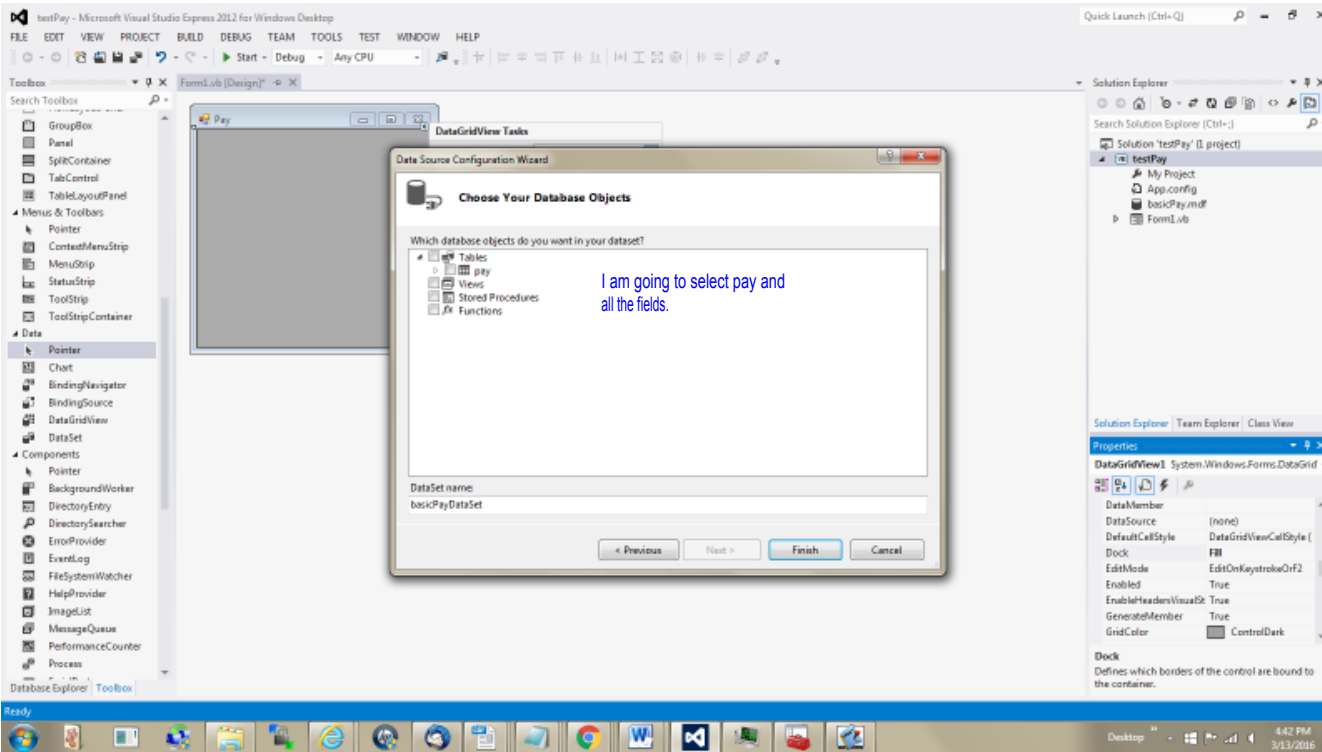 testPay - Microsoft Visual Studio Express 2012 for Windows Desktop
Quick Launch (Ctrl+Q)
FILE EDIT VIEW PROJECT BUILD DEBUG TEAM TOOLS TEST WINDOW HELP
Start - Debug Any CPU
Toolbox
Form1.vb [Design]*
Solution Explorer
Search Toolbox
GroupBox
Panel
SplitContainer
TabControl
TableLayoutPanel
Menus & Toolbars
Pointer
ContextMenuStrip
MenuStrip
StatusStrip
ToolStrip
ToolStripContainer
Data
Pointer
Chart
BindingNavigator
BindingSource
DataGridView
DataSet
Components
Pointer
BackgroundWorker
DirectoryEntry
DirectorySearcher
ErrorProvider
EventLog
FileSystemWatcher
HelpProvider
ImageList
MessageQueue
PerformanceCounter
Process
Database Explorer Toolbox
Pay
DataGridView Tasks
Data Source Configuration Wizard
Choose Your Database Objects
Which database objects do you want in your dataset?
Tables
pay
Views
Stored Procedures
Functions
I am going to select pay and
all the fields.
DataSet name:
basicPayDataSet
< Previous Next > Finish Cancel
Search Solution Explorer (Ctrl+;)
Solution 'testPay' (1 project)
testPay
My Project
App.config
basicPay.mdf
Form1.vb
Solution Explorer Team Explorer Class View
Properties
DataGridView1 System.Windows.Forms.DataGrid
DataMember
DataSource (none)
DefaultCellStyle DataGridViewCellStyle {
Dock Fill
EditMode EditOnKeystrokeOrF2
Enabled True
EnableHeadersVisualSt True
GenerateMember True
GridColor ControlDark
Dock
Defines which borders of the control are bound to
the container.
Ready
Desktop
4:42 PM
3/13/2016